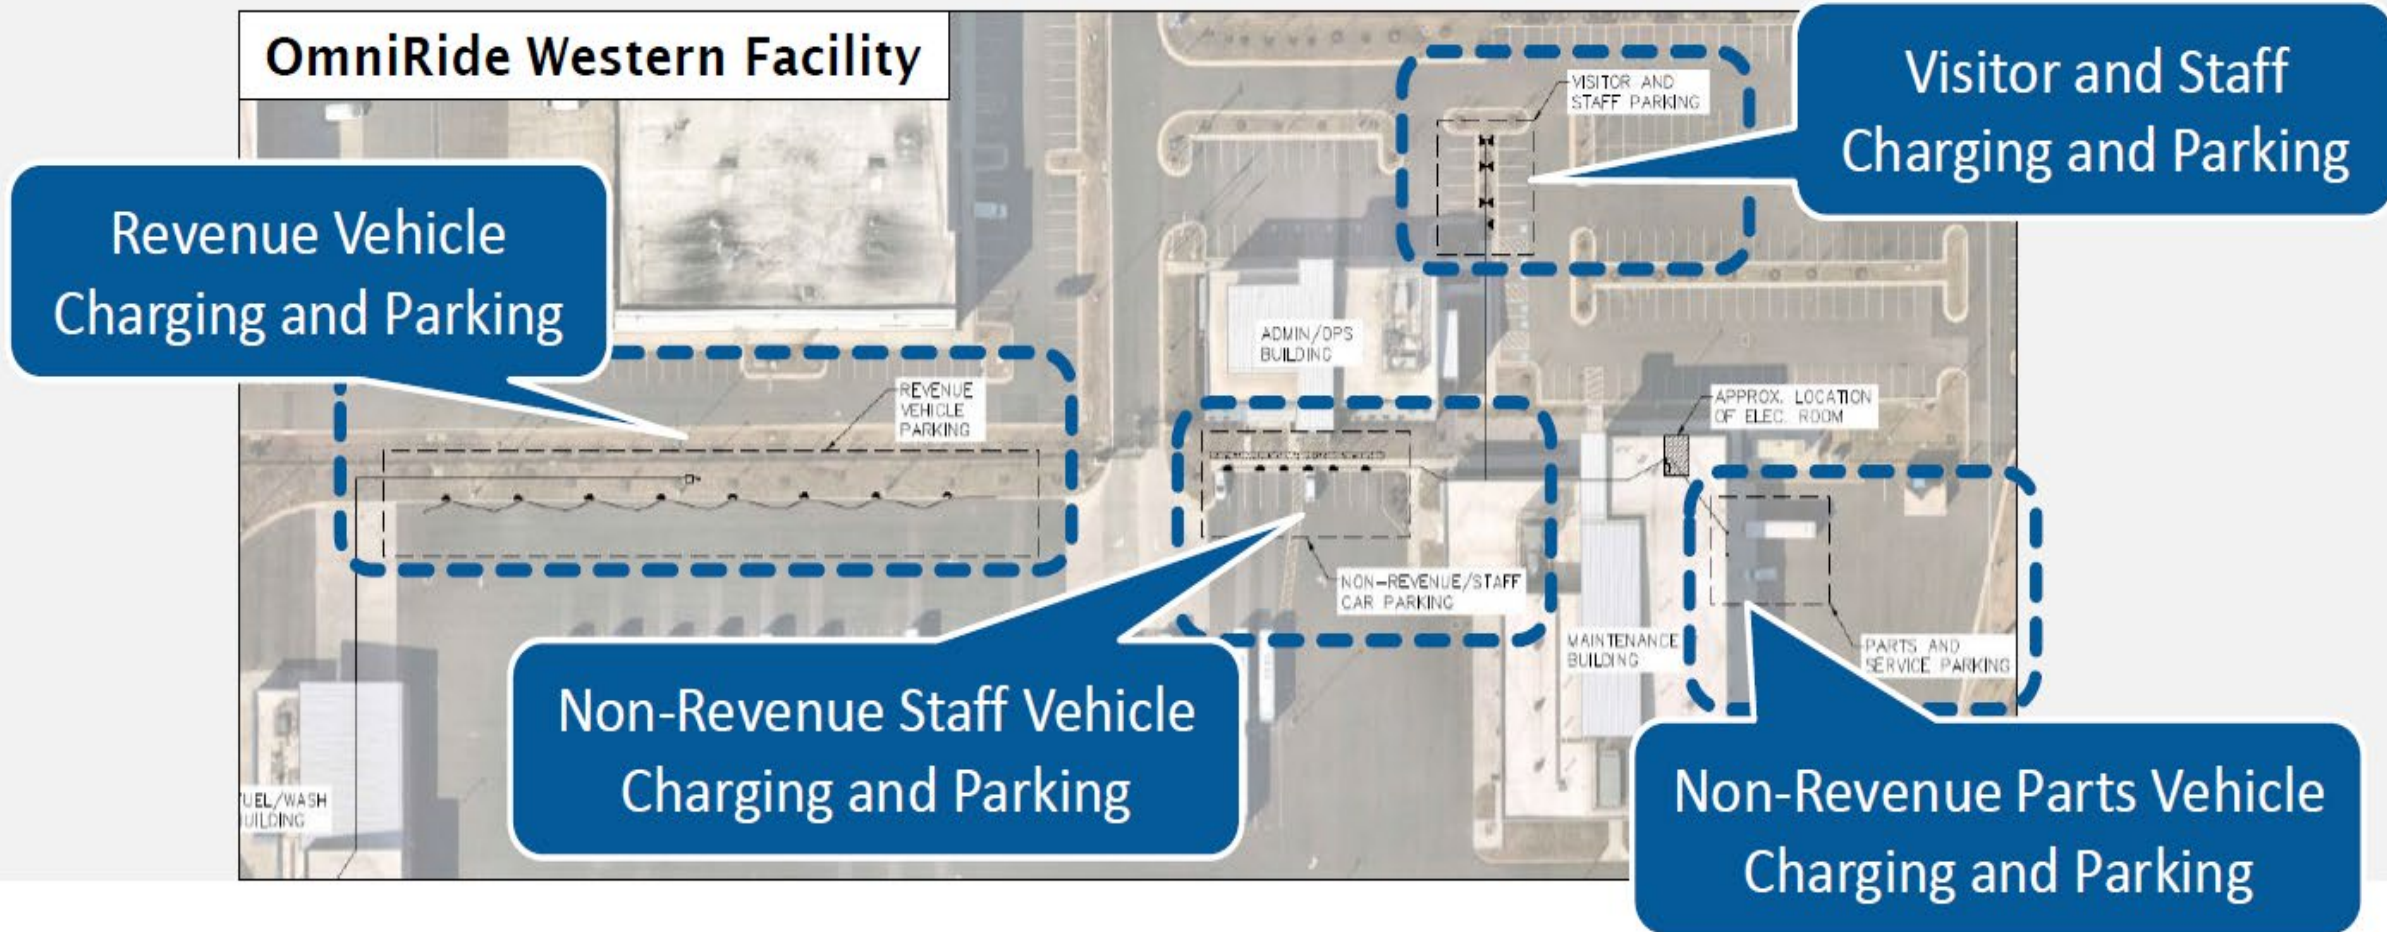 OmniRide Western Facility
VISITOR AND
STAFF PARKING
Visitor and Staff
Charging and Parking
Revenue Vehicle
Charging and Parking
ADMIN/OPS
BUILDING
REVENUE
VEHICLE
PARKING
APPROX. LOCATION
OF ELEC. ROOM
NON-REVENUE/STAFF
CAR PARKING
MAINTENANCE
BUILDING
PARTS AND
SERVICE PARKING
Non-Revenue Staff Vehicle
Charging and Parking
Non-Revenue Parts Vehicle
Charging and Parking
UEL/WASH
UILDING